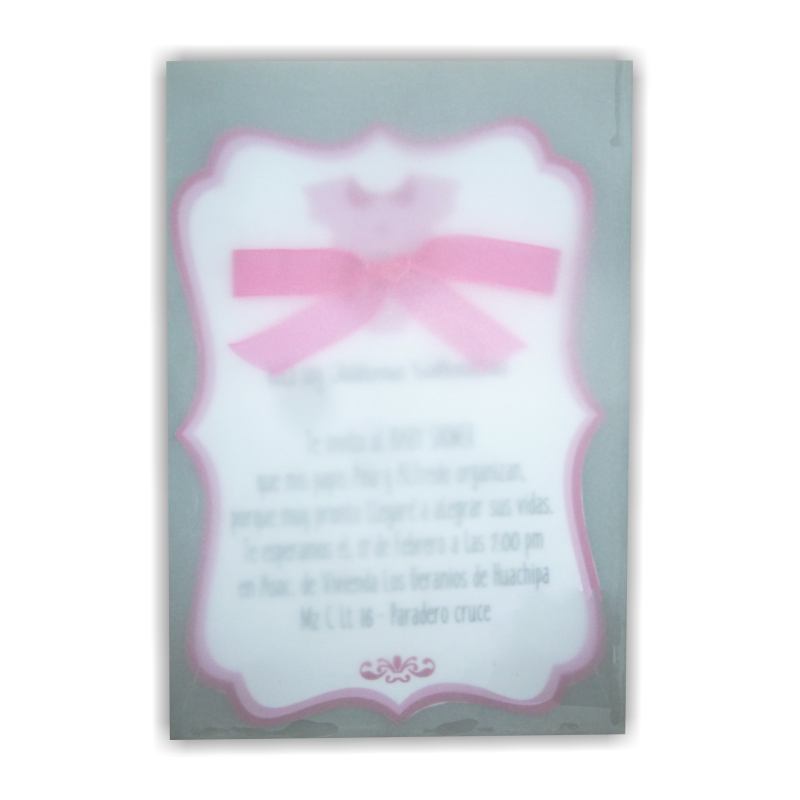 Te invita al BABY SHOWER
que mis papis Pola y Alfredo organizan,
porque muy pronto llegaré a alegrar sus vidas.
Te esperamos el 17 de febrero a las 7:00 pm
en Asoc. de Vivienda Los Geranios de Huachipa
Mz C Lt 16 - Paradero cruce